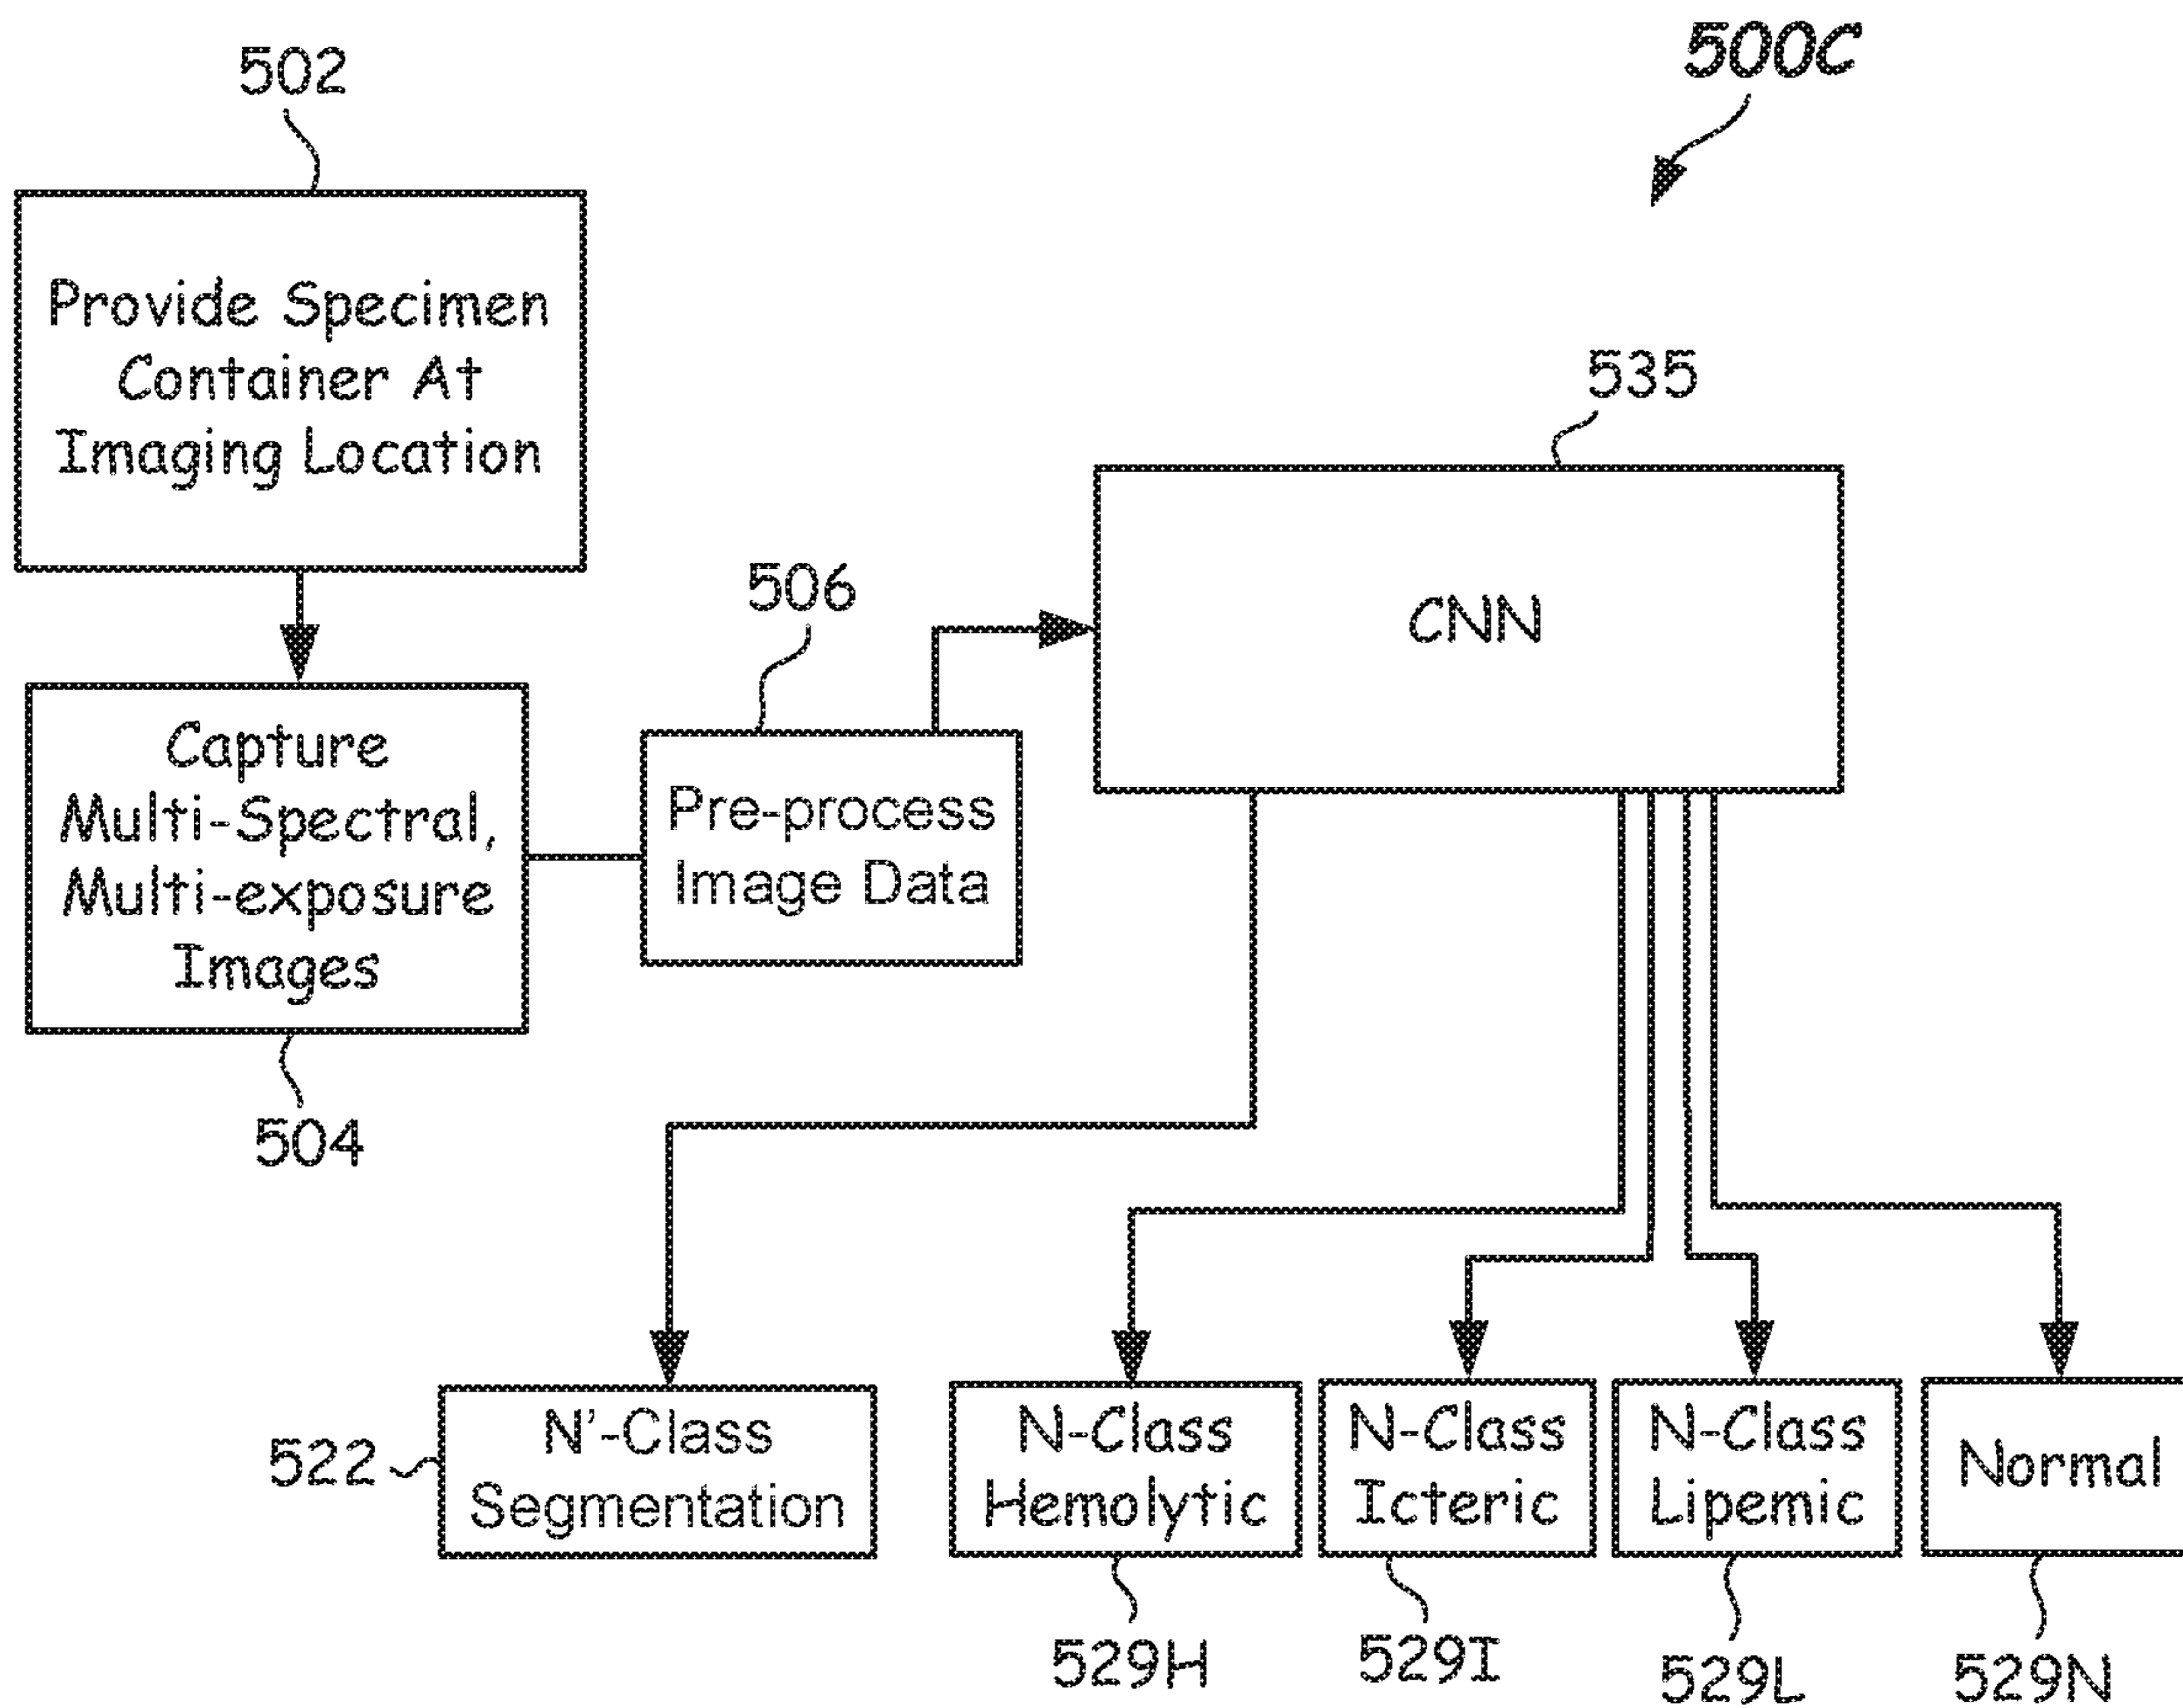 500C
502
Provide Specimen
Container At
Imaging Location
535
CNN
506
Pre-process
Image Data
Capture
Multi-Spectral,
Multi-exposure
Images
504
522
N'-Class
Segmentation
N-Class
Hemolytic
N-Class
Icteric
N-Class
Lipemic
Normal
529H
529I
529L
529N